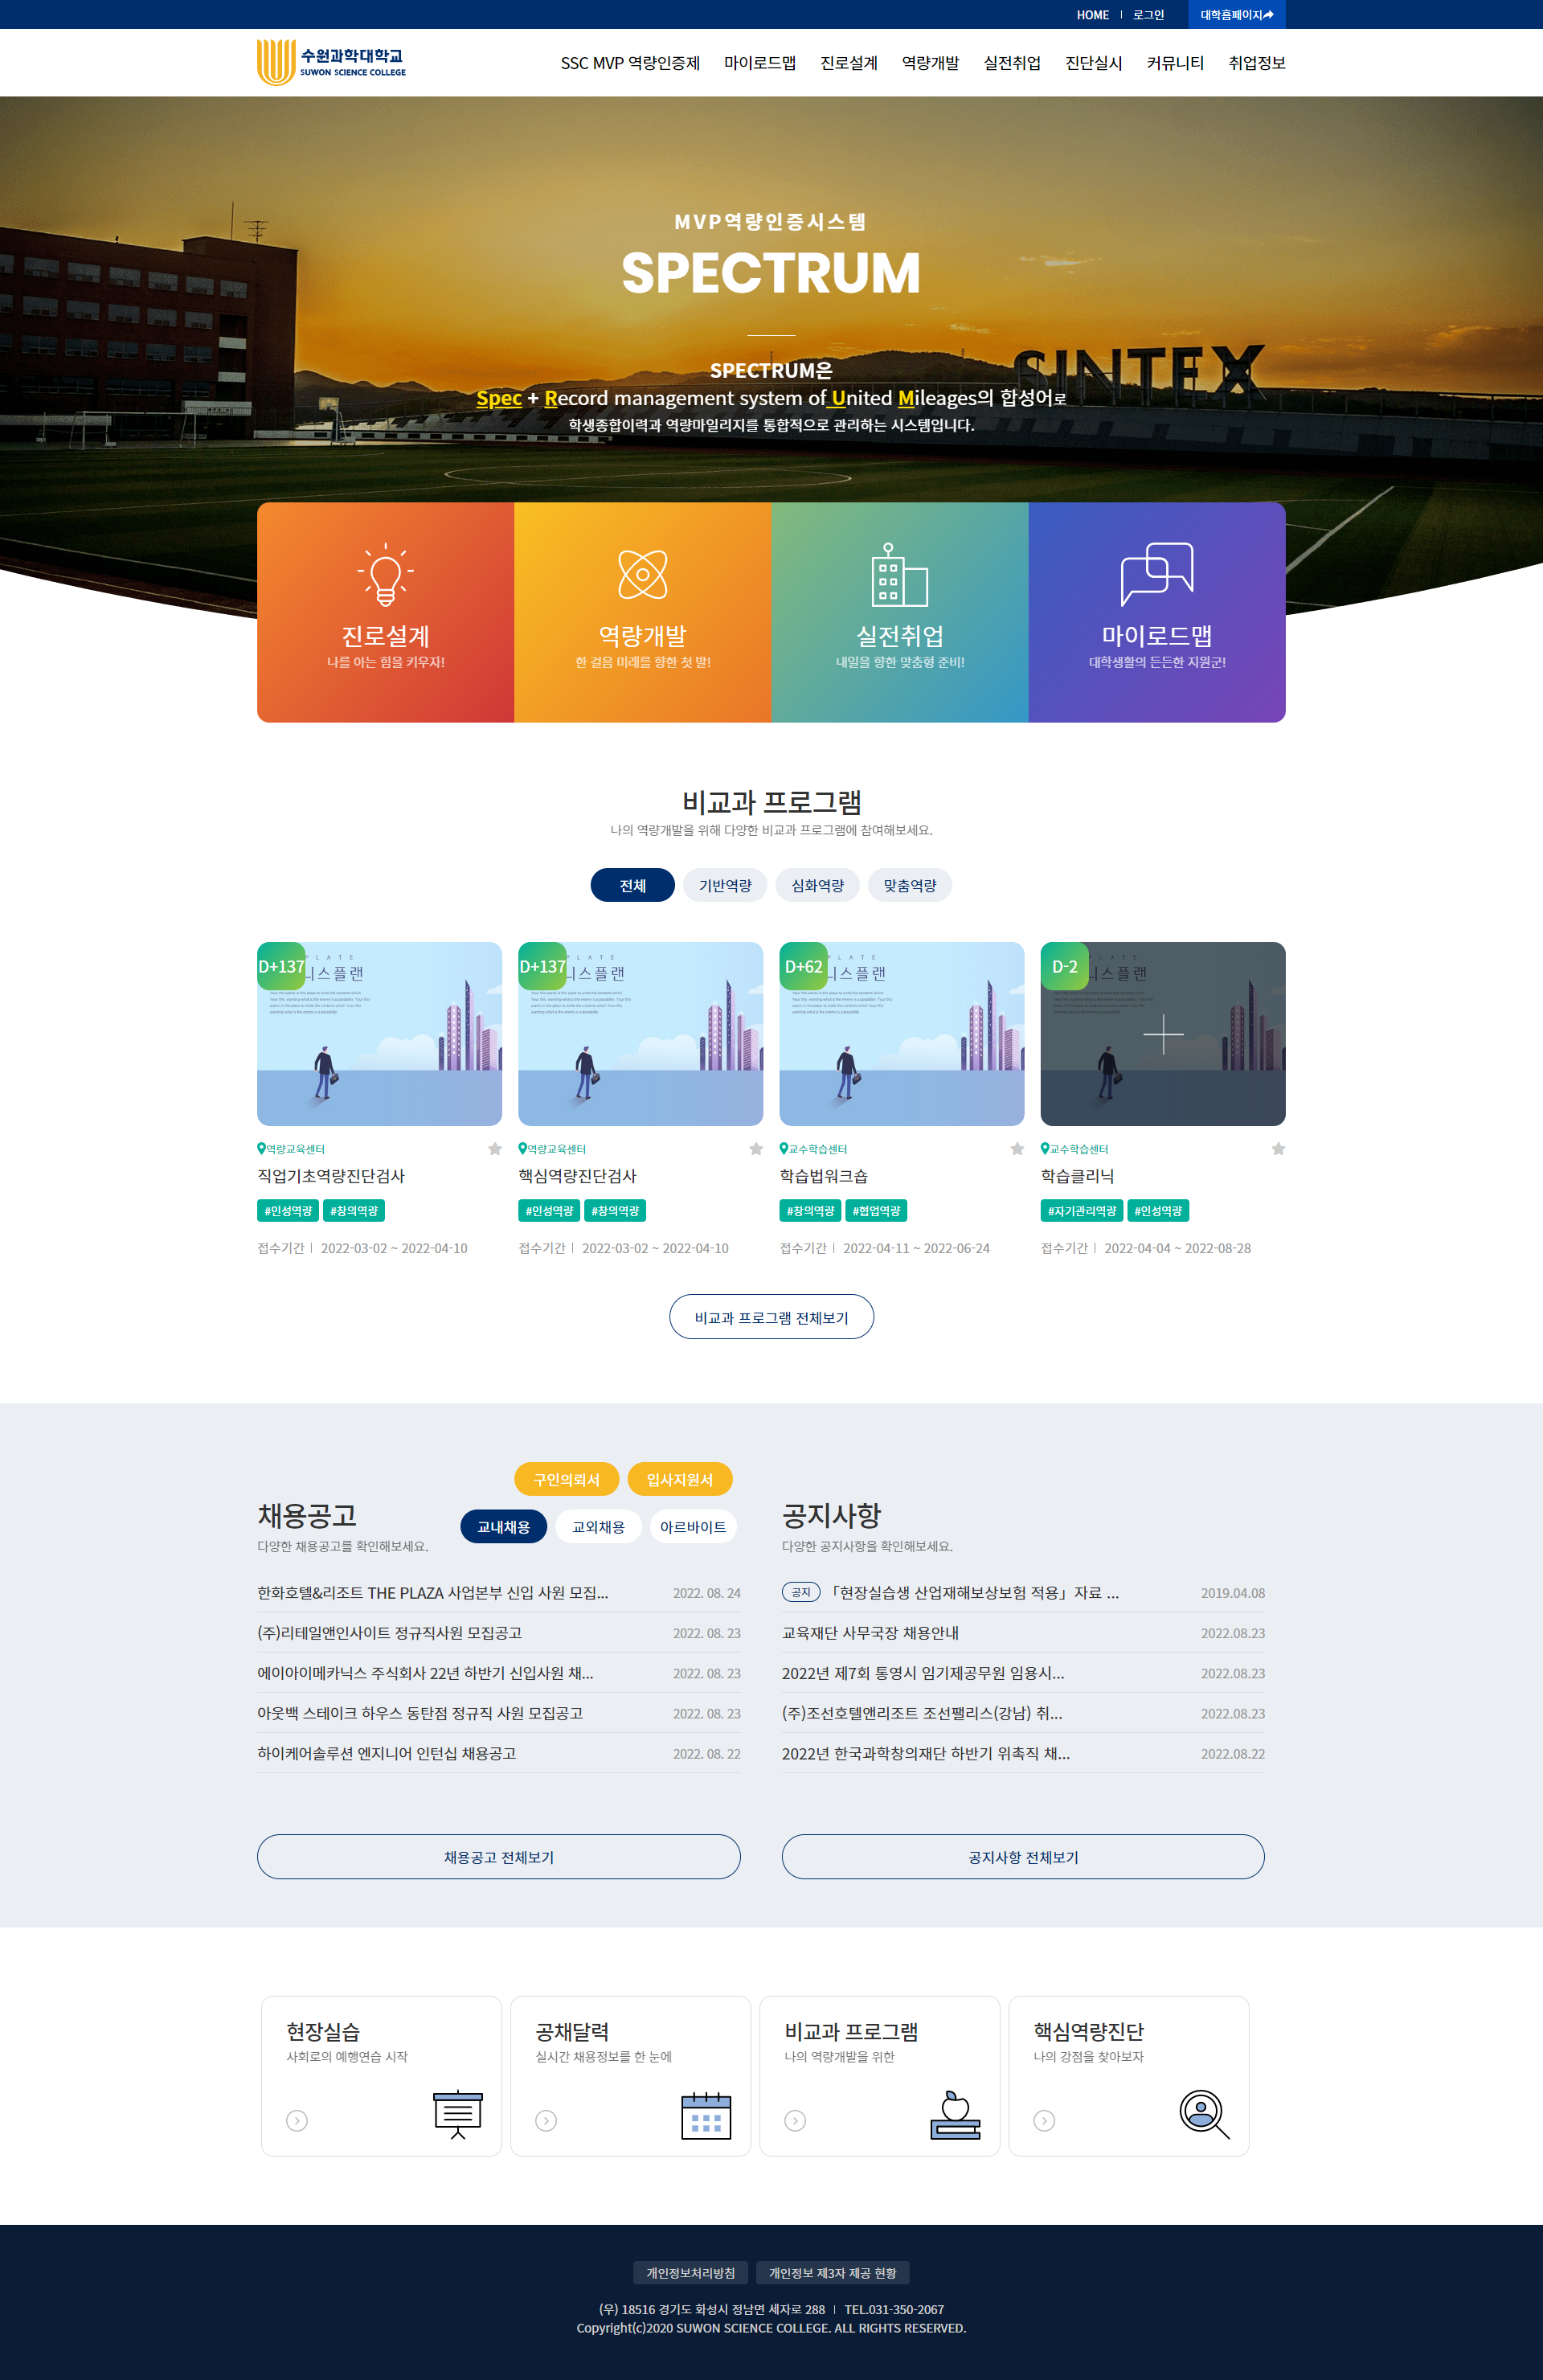 HOME
로그인
대학홈페이지
수원과학대학교
SUWON SCIENCE COLLEGE
SSC MVP 역량인증제
마이로드맵
진로설계
역량개발
실전취업
진단실시
커뮤니티
취업정보
MVP역량인증시스템
SPECTRUM
SINTEX
SPECTRUM은
Spec + Record management system of United Mileages의 합성어로
학생종합이력과 역량마일리지를 통합적으로 관리하는 시스템입니다.
진로설계
나를 아는 힘을 키우자!
역량개발
한 걸음 미래를 향한 첫 발!
실전취업
내일을 향한 맞춤형 준비!
마이로드맵
대학생활의 든든한 지원군!
비교과 프로그램
나의 역량개발을 위해 다양한 비교과 프로그램에 참여해보세요.
전체
기반역량
심화역량
맞춤역량
D+137
PLATE
스플랜
역량교육센터
직업기초역량진단검사
#인성역량 #창의역량
접수기간 2022-03-02 ~ 2022-04-10
D+137
PLATE
스플랜
역량교육센터
핵심역량진단검사
#인성역량 #창의역량
접수기간 2022-03-02 ~ 2022-04-10
D+62
PLATE
스플랜
교수학습센터
학습법워크숍
#창의역량 #협업역량
접수기간 2022-04-11 ~ 2022-06-24
D-2
PLATE
스플랜
교수학습센터
학습클리닉
#자기관리역량 #인성역량
접수기간 2022-04-04 ~ 2022-08-28
비교과 프로그램 전체보기
구인의뢰서
입사지원서
채용공고
다양한 채용공고를 확인해보세요.
교내채용
교외채용
아르바이트
한화호텔&리조트 THE PLAZA 사업본부 신입 사원 모집... 2022. 08. 24
(주)리테일앤인사이트 정규직사원 모집공고 2022. 08. 23
에이아이메카닉스 주식회사 22년 하반기 신입사원 채... 2022. 08. 23
아웃백 스테이크 하우스 동탄점 정규직 사원 모집공고 2022. 08. 23
하이케어솔루션 엔지니어 인턴십 채용공고 2022. 08. 22
채용공고 전체보기
공지사항
다양한 공지사항을 확인해보세요.
공지 「현장실습생 산업재해보상보험 적용」자료 ... 2019.04.08
교육재단 사무국장 채용안내 2022.08.23
2022년 제7회 통영시 임기제공무원 임용시... 2022.08.23
(주)조선호텔앤리조트 조선팰리스(강남) 취... 2022.08.23
2022년 한국과학창의재단 하반기 위촉직 채... 2022.08.22
공지사항 전체보기
현장실습
사회로의 예행연습 시작
공채달력
실시간 채용정보를 한 눈에
비교과 프로그램
나의 역량개발을 위한
핵심역량진단
나의 강점을 찾아보자
개인정보처리방침
개인정보 제3자 제공 현황
(우) 18516 경기도 화성시 정남면 세자로 288 TEL.031-350-2067
Copyright(c)2020 SUWON SCIENCE COLLEGE. ALL RIGHTS RESERVED.